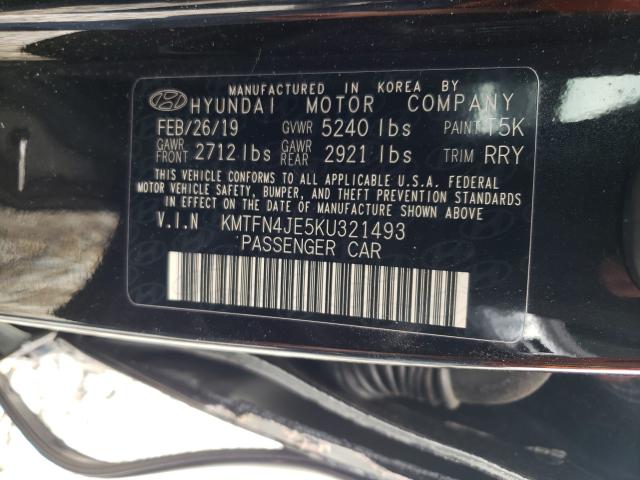 MANUFACTURED IN KOREA BY
HYUNDAI MOTOR COMPANY
FEB/26/19 GVWR 5240 lbs PAINT T5K
GAWR FRONT 2712 lbs GAWR REAR 2921 lbs TRIM RRY
THIS VEHICLE CONFORMS TO ALL APPLICABLE U.S.A. FEDERAL
MOTOR VEHICLE SAFETY, BUMPER, AND THEFT PREVENTION STANDARDS
IN EFFECT ON THE DATE OF MANUFACTURE SHOWN ABOVE
V.I.N KMTFN4JE5KU321493
PASSENGER CAR